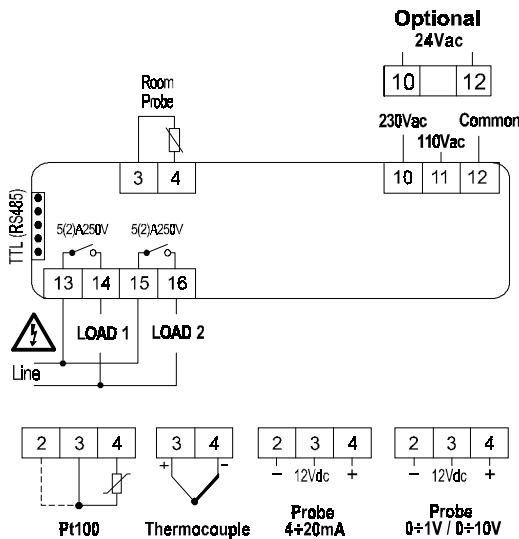 Optional
24Vac
10 12
Room
Probe
230Vac
110Vac
Common
3 4
10 11 12
TTL (RS485)
5(2)A250V 5(2)A250V
13 14 15 16
LOAD 1 LOAD 2
Line
2 3 4
3 4
2 3 4
2 3 4
+ −
− 12Vdc +
− 12Vdc +
Pt100
Thermocouple
Probe
4÷20mA
Probe
0÷1V / 0÷10V